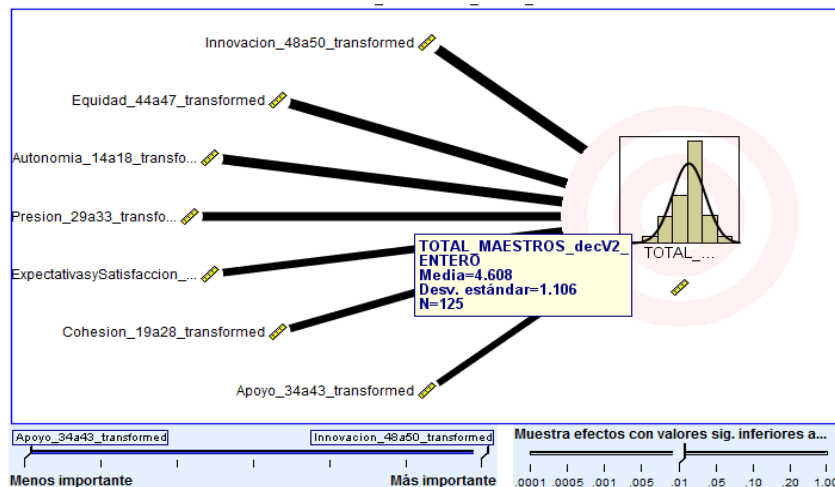 Innovacion_48a50_transformed
Equidad_44a47_transformed
Autonomia_14a18_transfo...
Presion_29a33_transfo...
ExpectativasySatisfaccion_...
Cohesion_19a28_transformed
Apoyo_34a43_transformed
TOTAL_...
TOTAL_MAESTROS_decV2_
ENTERO
Media=4.608
Desv. estándar=1.106
N=125
Apoyo_34a43_transformed
Innovacion_48a50_transformed
Menos importante
Más importante
Muestra efectos con valores sig. inferiores a...
.0001 .0005 .001 .005 .01 .05 .10 .20 1.00